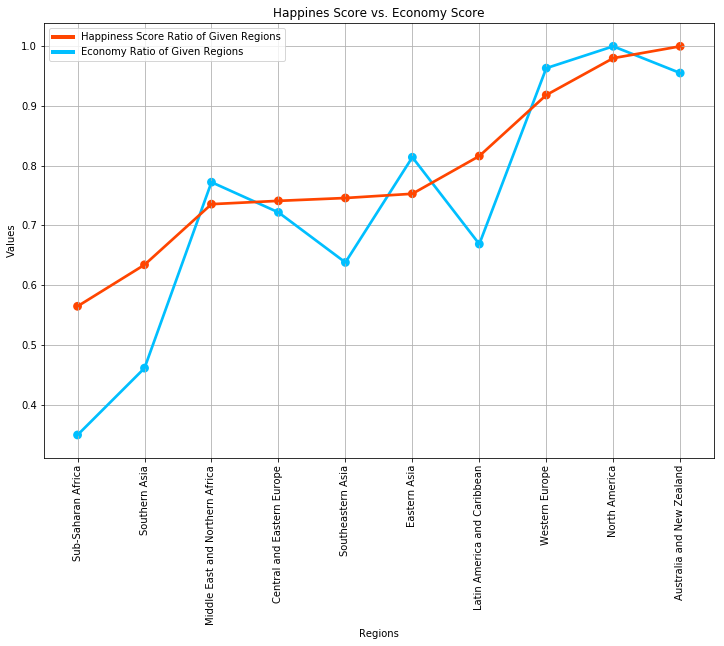 Happines Score vs. Economy Score
Happiness Score Ratio of Given Regions
Economy Ratio of Given Regions
1.0
0.9
0.8
0.7
0.6
0.5
0.4
Values
Sub-Saharan Africa
Southern Asia
Middle East and Northern Africa
Central and Eastern Europe
Southeastern Asia
Eastern Asia
Latin America and Caribbean
Western Europe
North America
Australia and New Zealand
Regions